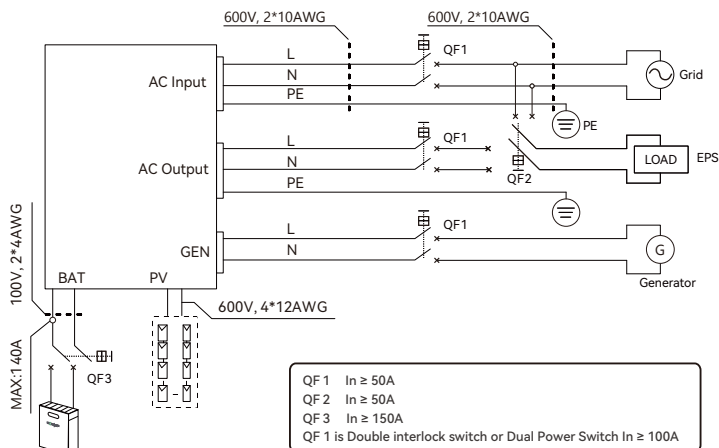 600V, 2*10AWG
600V, 2*10AWG
L
QF1
AC Input
N
Grid
PE
PE
L
QF1
AC Output
N
LOAD
EPS
QF2
PE
L
QF1
GEN
N
G
Generator
BAT
PV
100V, 2*4AWG
600V, 4*12AWG
MAX:140A
QF3
QF 1 In ≥ 50A
QF 2 In ≥ 50A
QF 3 In ≥ 150A
QF 1 is Double interlock switch or Dual Power Switch In ≥ 100A